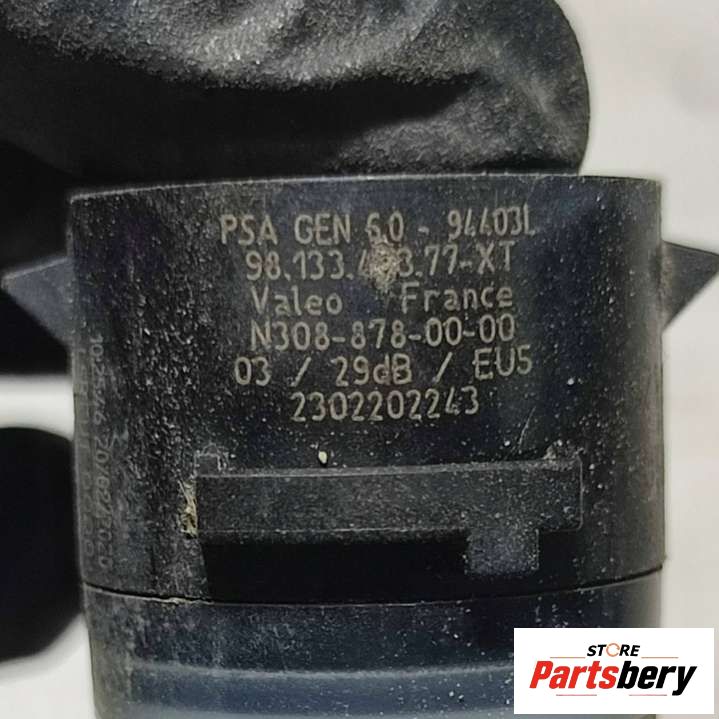 PSA GEN 6.0 - 94403L
Valeo France
N308-878-00-00
03 / 29dB / EU5
2302202243
STORE
Partsbery